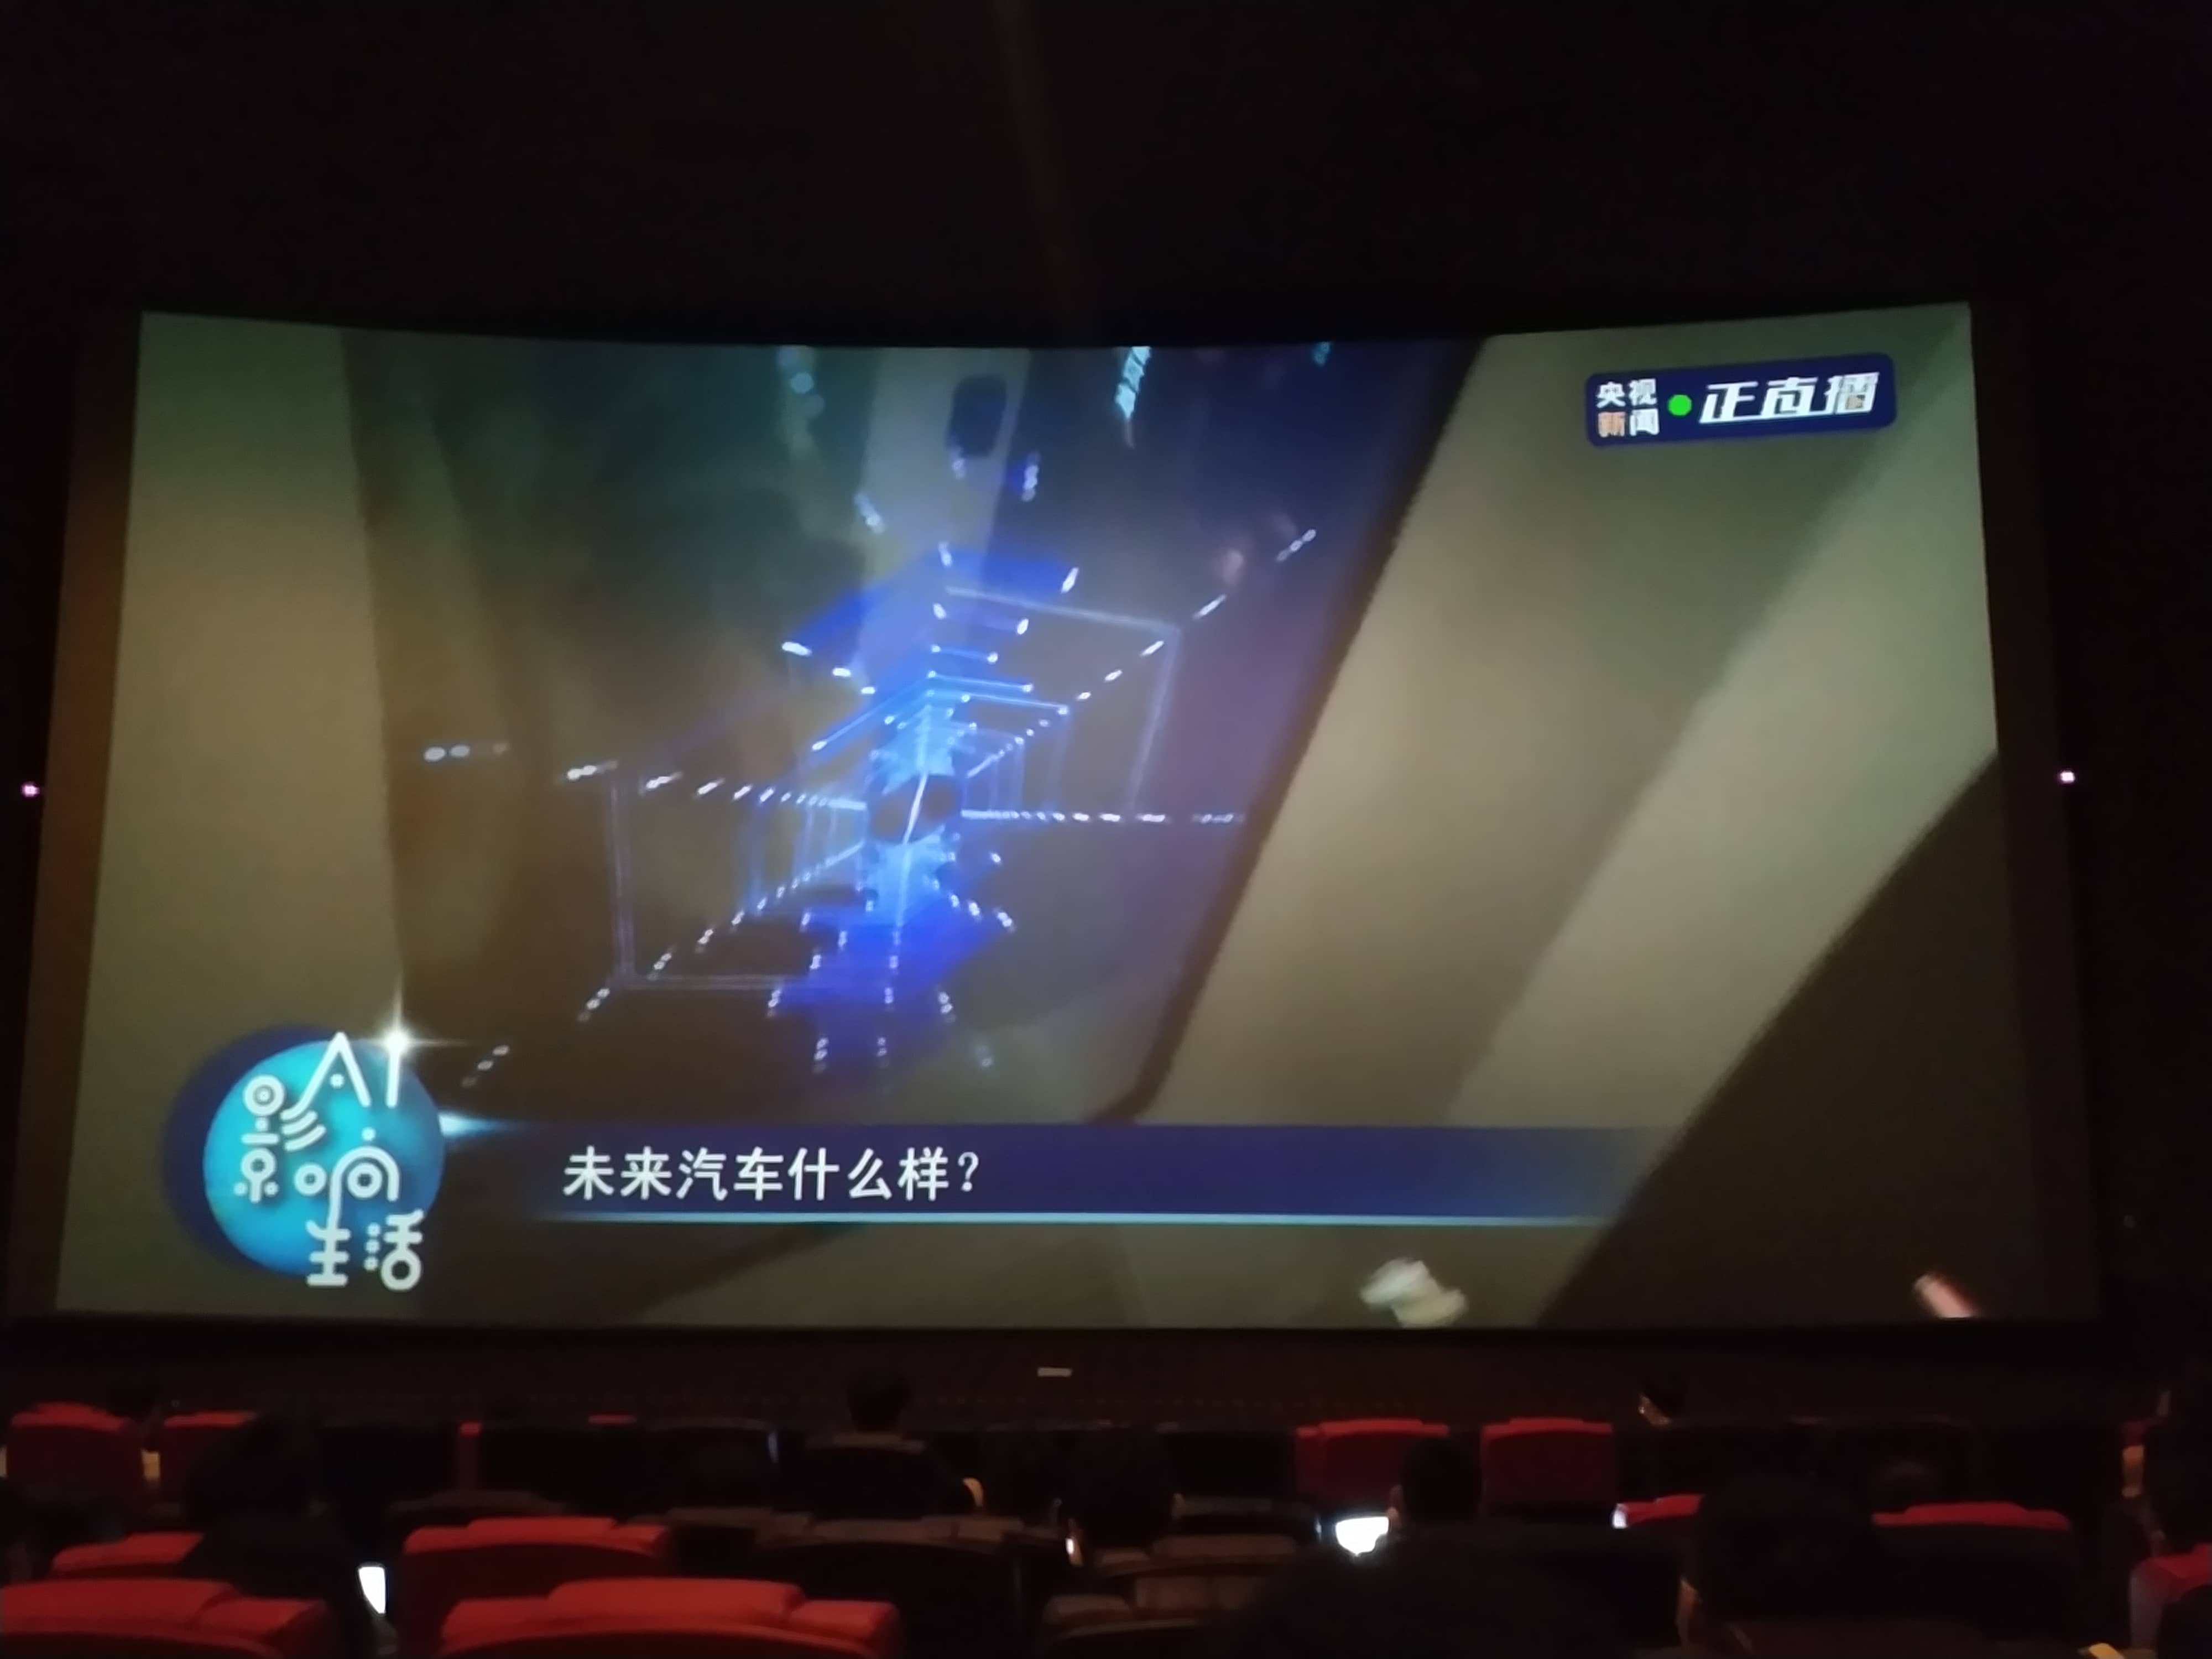 央视
新闻
正直播
AI
影响
生活
未来汽车什么样?